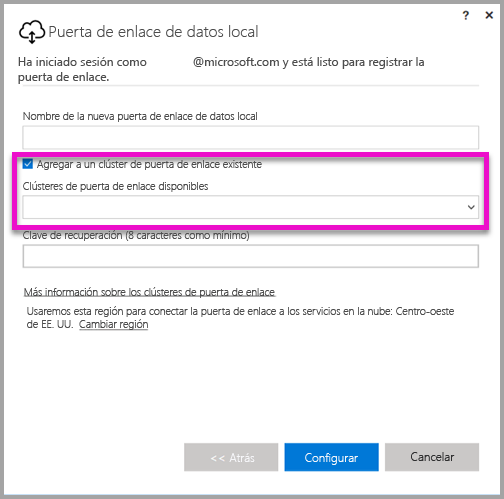 ? ×
Puerta de enlace de datos local
Ha iniciado sesión como @microsoft.com y está listo para registrar la
puerta de enlace.
Nombre de la nueva puerta de enlace de datos local
Agregar a un clúster de puerta de enlace existente
Clústeres de puerta de enlace disponibles
Clave de recuperación (8 caracteres como mínimo)
Más información sobre los clústeres de puerta de enlace
Usaremos esta región para conectar la puerta de enlace a los servicios en la nube: Centro-oeste
de EE. UU. Cambiar región
<< Atrás Configurar Cancelar